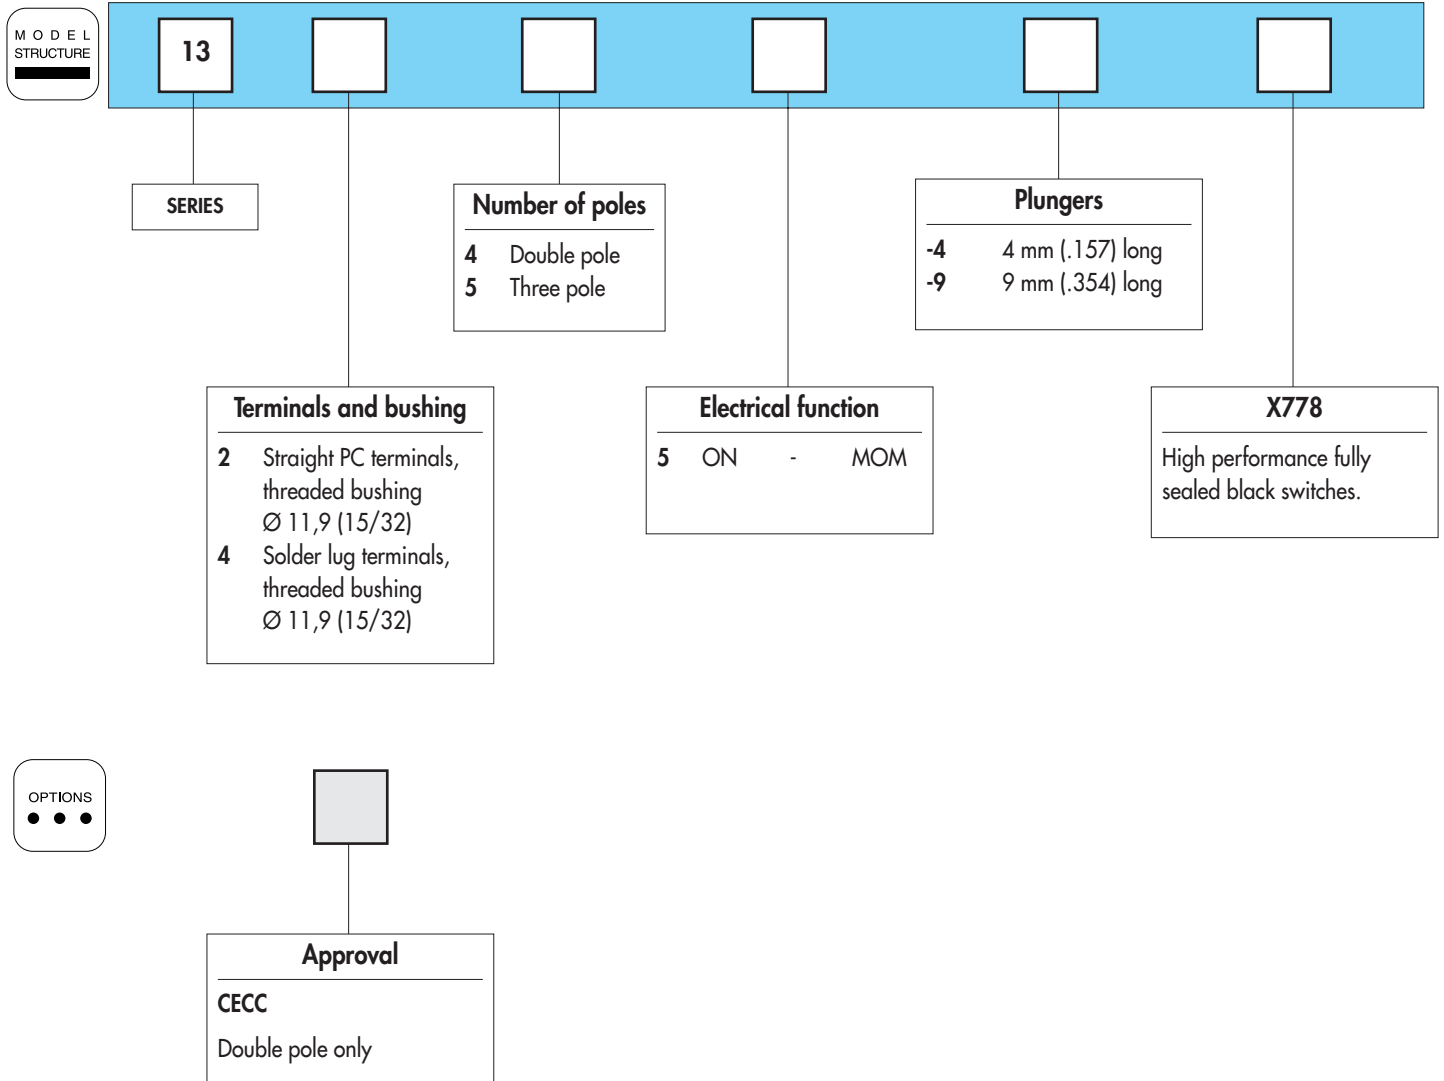 MODEL
STRUCTURE
13
SERIES
Number of poles
4 Double pole
5 Three pole
Plungers
-4 4 mm (.157) long
-9 9 mm (.354) long
Terminals and bushing
2 Straight PC terminals,
threaded bushing
Ø 11,9 (15/32)
4 Solder lug terminals,
threaded bushing
Ø 11,9 (15/32)
Electrical function
5 ON - MOM
X778
High performance fully
sealed black switches.
OPTIONS
Approval
CECC
Double pole only